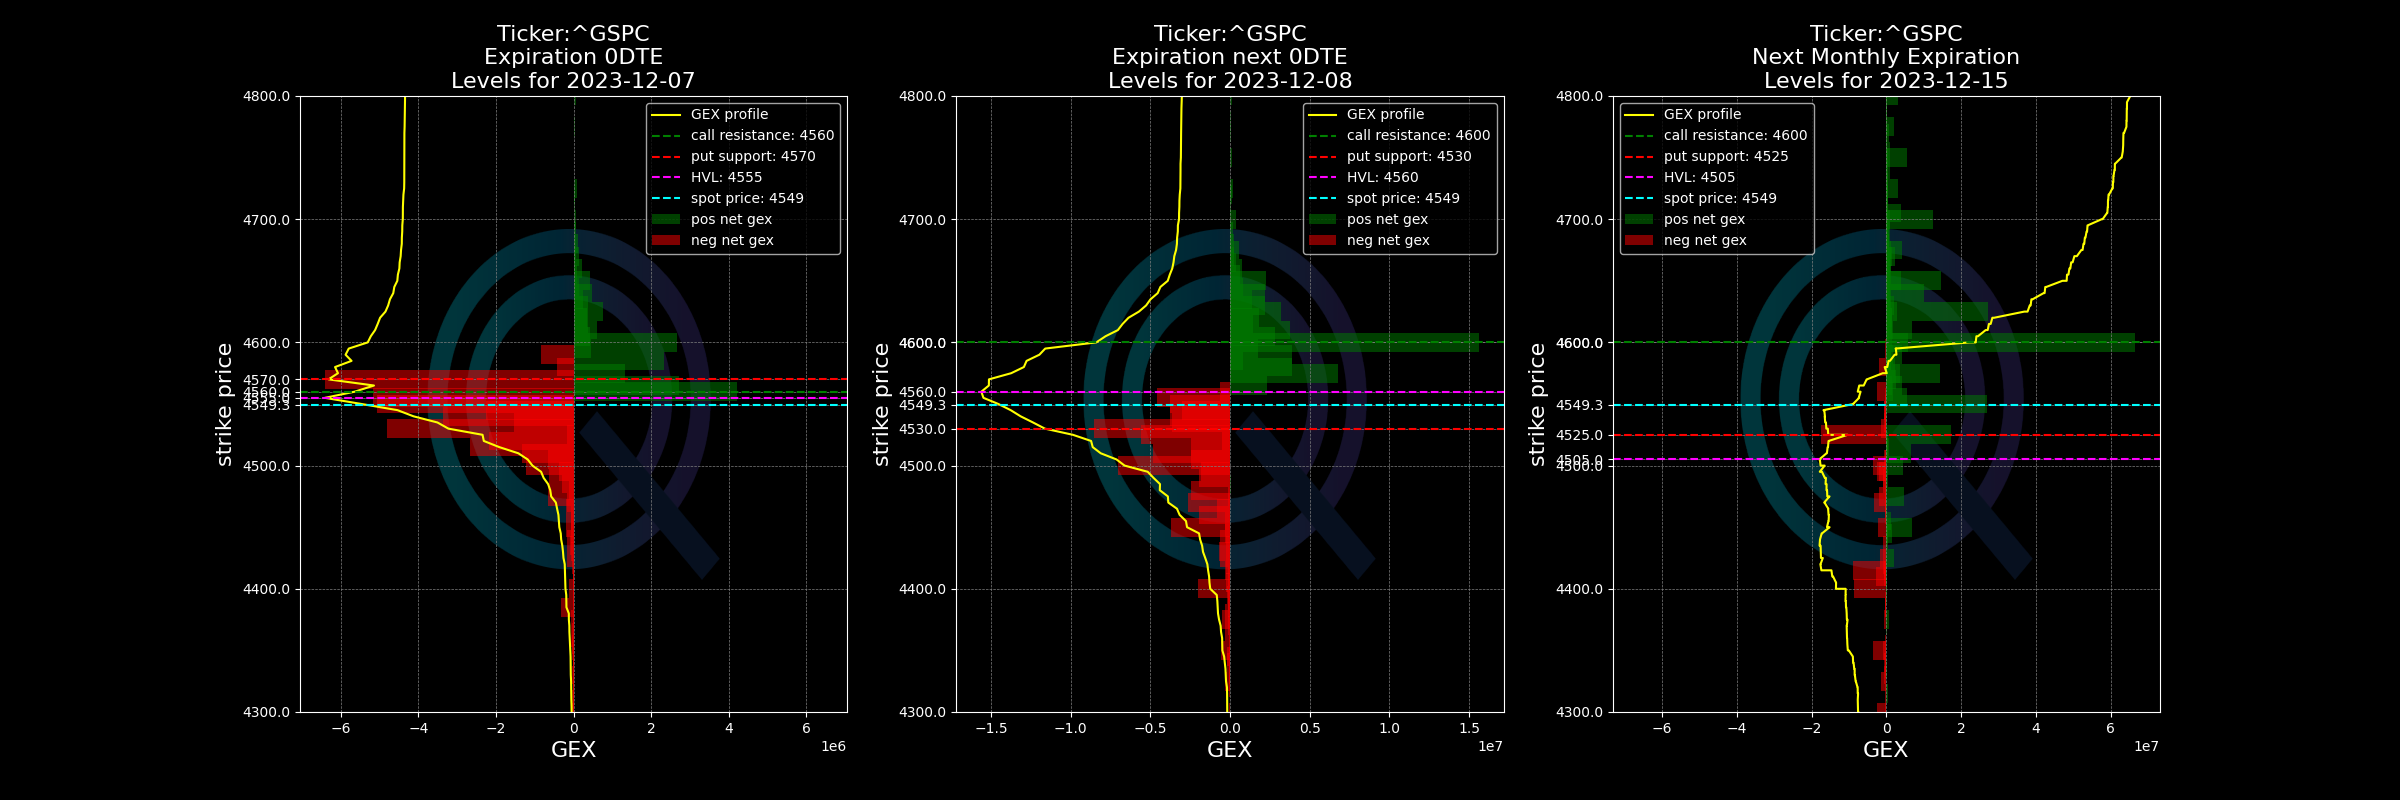 Ticker:^GSPC
Expiration 0DTE
Levels for 2023-12-07
4800.0
4700.0
4600.0
4570.0
4560.0
4555.0
4549.3
4500.0
4400.0
4300.0
strike price
GEX profile
call resistance: 4560
put support: 4570
HVL: 4555
spot price: 4549
pos net gex
neg net gex
−6 −4 −2 0 2 4 6
1e6
GEX
Ticker:^GSPC
Expiration next 0DTE
Levels for 2023-12-08
4800.0
4700.0
4600.0
4560.0
4549.3
4530.0
4500.0
4400.0
4300.0
strike price
GEX profile
call resistance: 4600
put support: 4530
HVL: 4560
spot price: 4549
pos net gex
neg net gex
−1.5 −1.0 −0.5 0.0 0.5 1.0 1.5
1e7
GEX
Ticker:^GSPC
Next Monthly Expiration
Levels for 2023-12-15
4800.0
4700.0
4600.0
4549.3
4525.0
4505.0
4500.0
4400.0
4300.0
strike price
GEX profile
call resistance: 4600
put support: 4525
HVL: 4505
spot price: 4549
pos net gex
neg net gex
−6 −4 −2 0 2 4 6
1e7
GEX